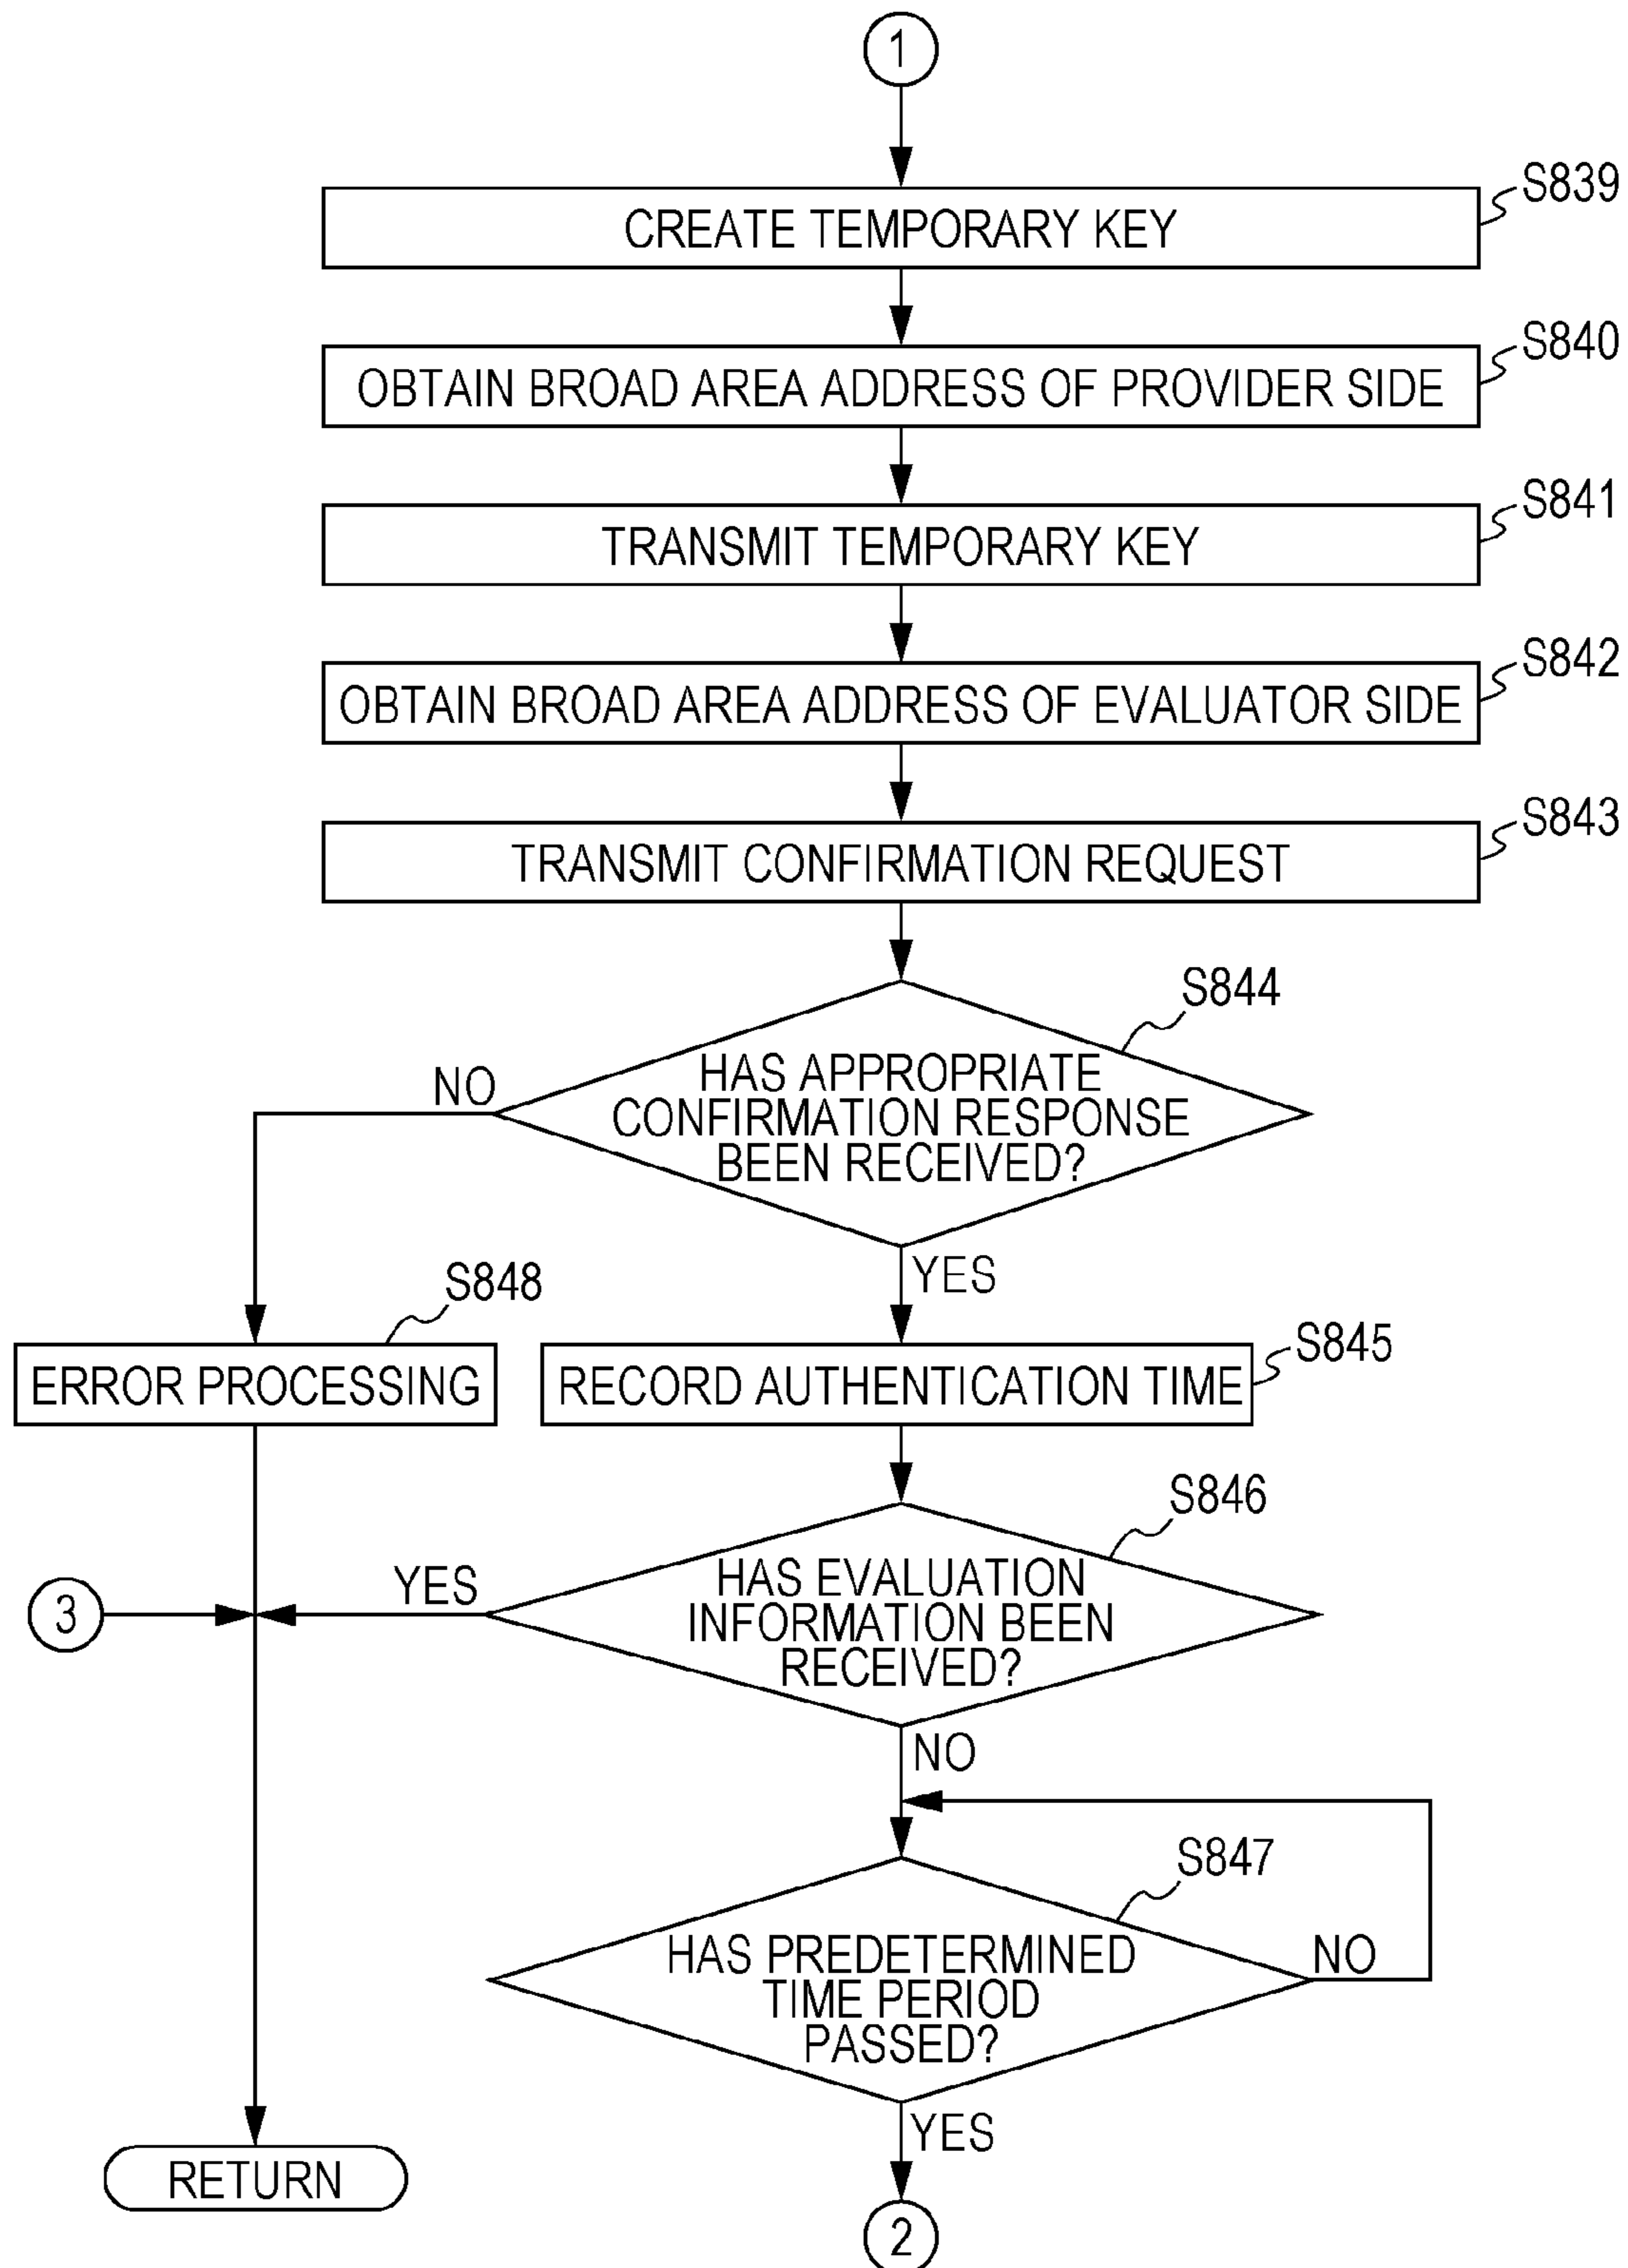 1
S839
CREATE TEMPORARY KEY
S840
OBTAIN BROAD AREA ADDRESS OF PROVIDER SIDE
S841
TRANSMIT TEMPORARY KEY
S842
OBTAIN BROAD AREA ADDRESS OF EVALUATOR SIDE
S843
TRANSMIT CONFIRMATION REQUEST
S844
NO
HAS APPROPRIATE
CONFIRMATION RESPONSE
BEEN RECEIVED?
YES
S848
ERROR PROCESSING
S845
RECORD AUTHENTICATION TIME
S846
3
YES
HAS EVALUATION
INFORMATION BEEN
RECEIVED?
NO
S847
HAS PREDETERMINED
TIME PERIOD
PASSED?
NO
YES
RETURN
2